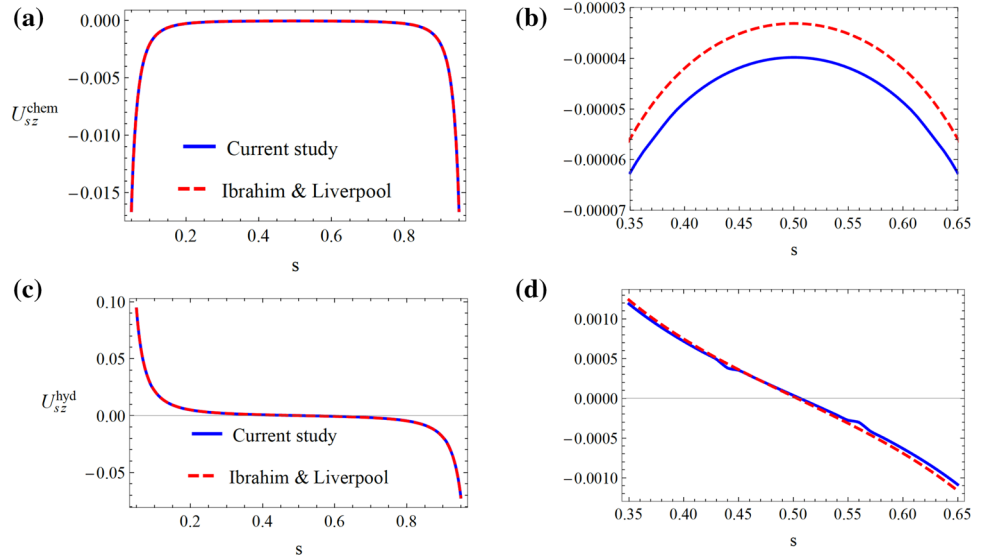 (a)
0.000
−0.005
−0.010
−0.015
U_{sz}^{chem}
Current study
Ibrahim & Liverpool
0.2 0.4 0.6 0.8
s
(b)
−0.00003
−0.00004
−0.00005
−0.00006
−0.00007
0.35 0.40 0.45 0.50 0.55 0.60 0.65
s
(c)
0.10
0.05
0.00
−0.05
U_{sz}^{hyd}
Current study
Ibrahim & Liverpool
0.2 0.4 0.6 0.8
s
(d)
0.0010
0.0005
0.0000
−0.0005
−0.0010
0.35 0.40 0.45 0.50 0.55 0.60 0.65
s